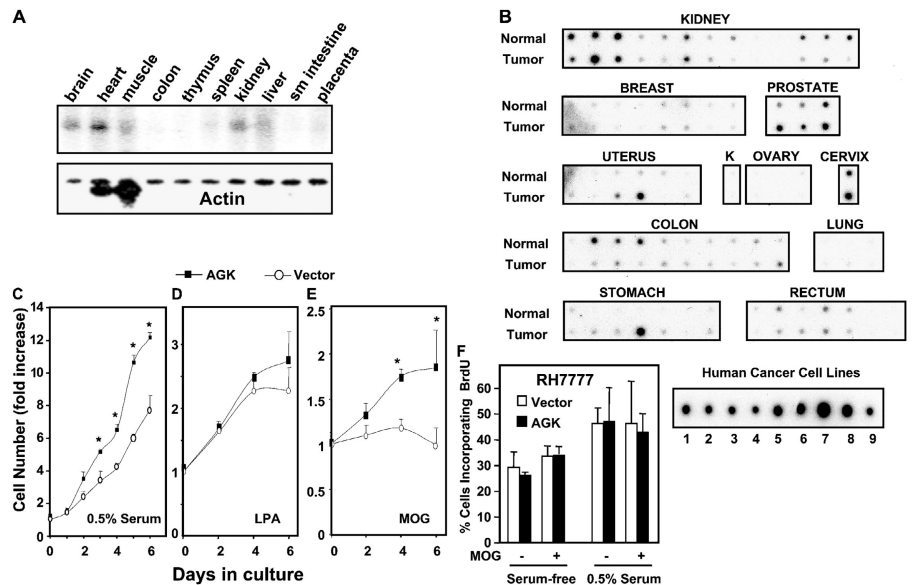 A
brain heart muscle colon thymus spleen kidney liver sm intestine placenta
Actin
B
KIDNEY
Normal
Tumor
BREAST PROSTATE
Normal
Tumor
UTERUS K OVARY CERVIX
Normal
Tumor
COLON LUNG
Normal
Tumor
STOMACH RECTUM
Normal
Tumor
Human Cancer Cell Lines
1 2 3 4 5 6 7 8 9
AGK Vector
C
Cell Number (fold increase)
14
12
10
8
6
4
2
0
* * * *
0.5% Serum
0 2 4 6
D
3
2
1
0
LPA
0 2 4 6
E
2
1.5
1
0.5
0
* *
MOG
0 2 4 6
Days in culture
F
RH7777
Vector
AGK
% Cells Incorporating BrdU
60
50
40
30
20
10
0
MOG - + - +
Serum-free 0.5% Serum